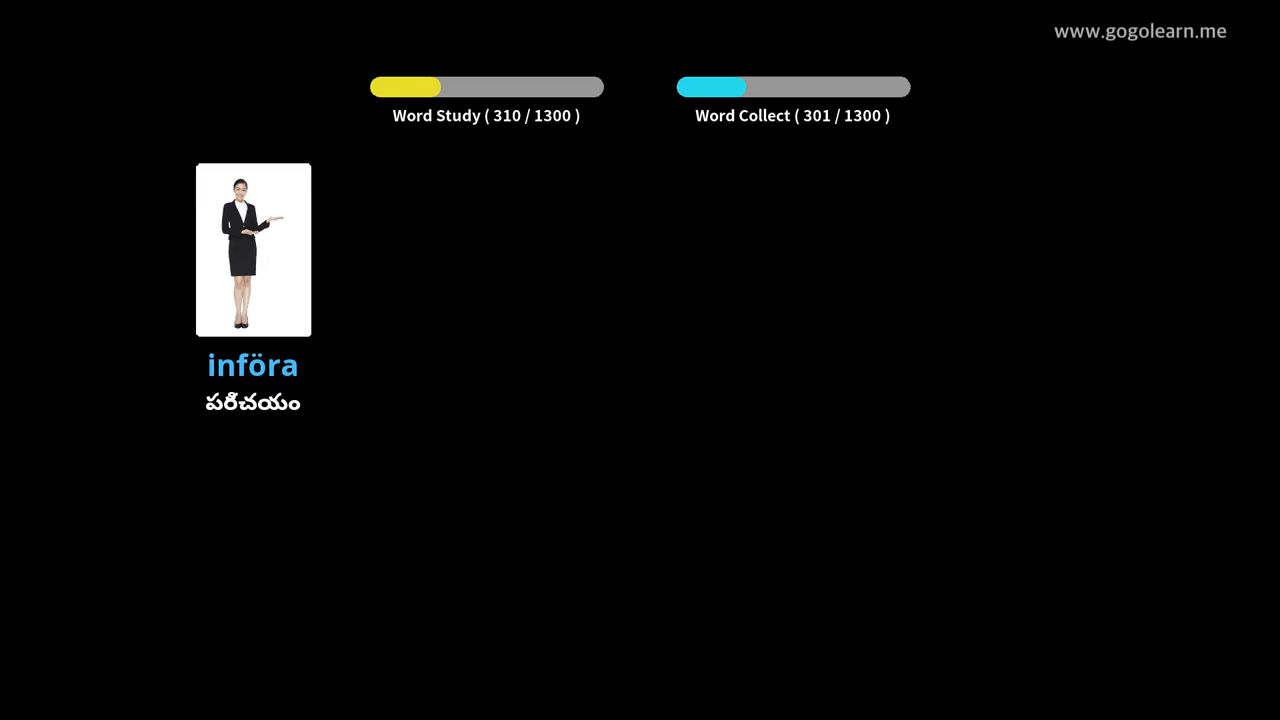 www.gogolearn.me
Word Study ( 310 / 1300 )
Word Collect ( 301 / 1300 )
införa
పరిచయం